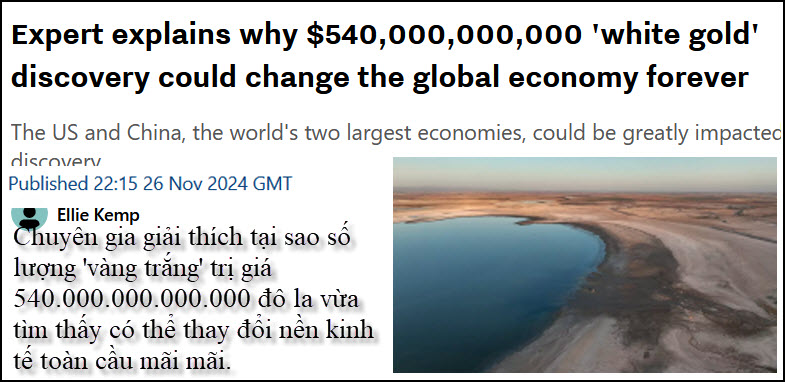 Expert explains why $540,000,000,000 'white gold'
discovery could change the global economy forever
The US and China, the world's two largest economies, could be greatly impacted
discovery
Published 22:15 26 Nov 2024 GMT
Ellie Kemp
Chuyên gia giải thích tại sao số
lượng 'vàng trắng' trị giá
540.000.000.000.000 đô la vừa
tìm thấy có thể thay đổi nền kinh
tế toàn cầu mãi mãi.